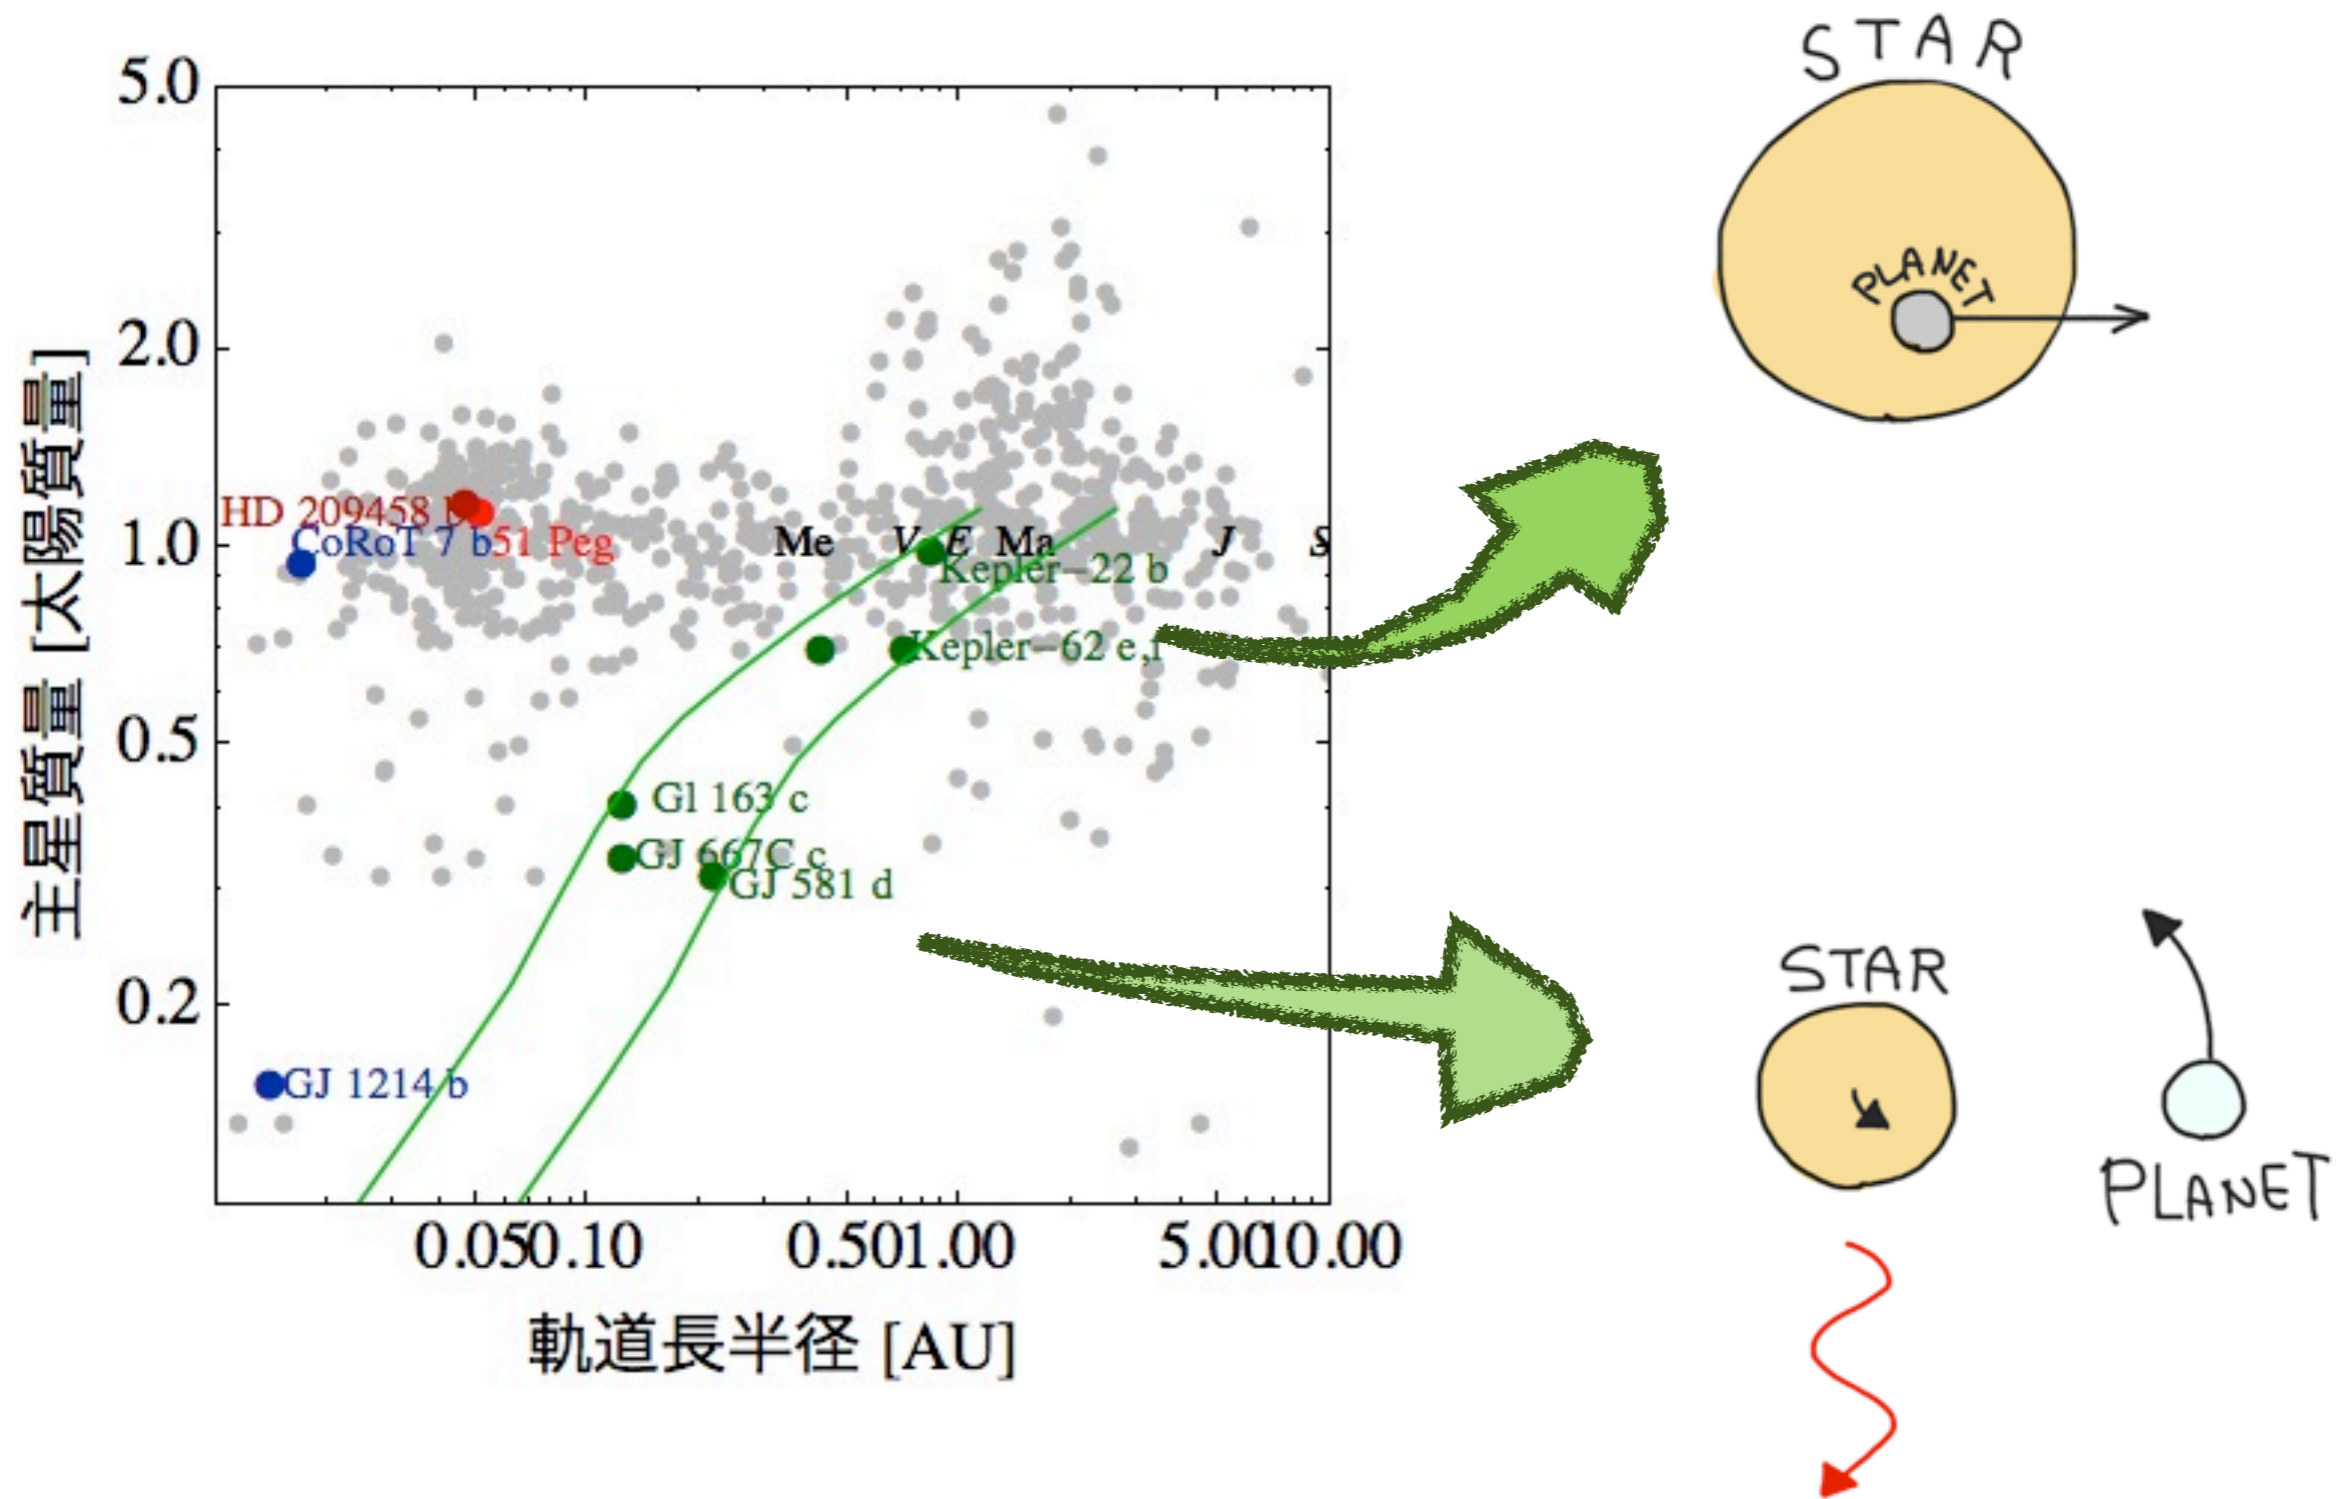 5.0
2.0
1.0
0.5
0.2
主星質量 [太陽質量]
HD 209458 b
CoRoT 7 b
51 Peg
Me
V
E
Ma
J
S
Kepler−22 b
Kepler−62 e,f
Gl 163 c
GJ 667C c
GJ 581 d
GJ 1214 b
0.05
0.10
0.50
1.00
5.00
10.00
軌道長半径 [AU]
STAR
PLANET
STAR
PLANET